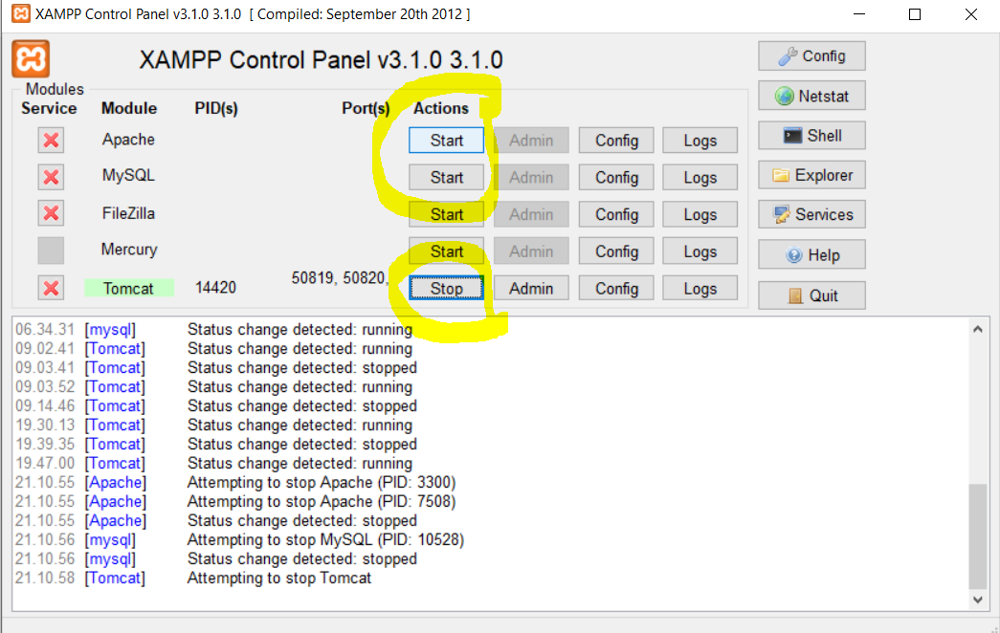 XAMPP Control Panel v3.1.0 3.1.0 [ Compiled: September 20th 2012 ]
XAMPP Control Panel v3.1.0 3.1.0
Config
Modules
Service Module PID(s) Port(s) Actions
Netstat
Apache Start Admin Config Logs
Shell
MySQL Start Admin Config Logs
Explorer
FileZilla Start Admin Config Logs
Services
Mercury Start Admin Config Logs
Help
Tomcat 14420 50819, 50820, Stop Admin Config Logs
Quit
06.34.31 [mysql] Status change detected: running
09.02.41 [Tomcat] Status change detected: running
09.03.41 [Tomcat] Status change detected: stopped
09.03.52 [Tomcat] Status change detected: running
09.14.46 [Tomcat] Status change detected: stopped
19.30.13 [Tomcat] Status change detected: running
19.39.35 [Tomcat] Status change detected: stopped
19.47.00 [Tomcat] Status change detected: running
21.10.55 [Apache] Attempting to stop Apache (PID: 3300)
21.10.55 [Apache] Attempting to stop Apache (PID: 7508)
21.10.55 [Apache] Status change detected: stopped
21.10.56 [mysql] Attempting to stop MySQL (PID: 10528)
21.10.56 [mysql] Status change detected: stopped
21.10.58 [Tomcat] Attempting to stop Tomcat